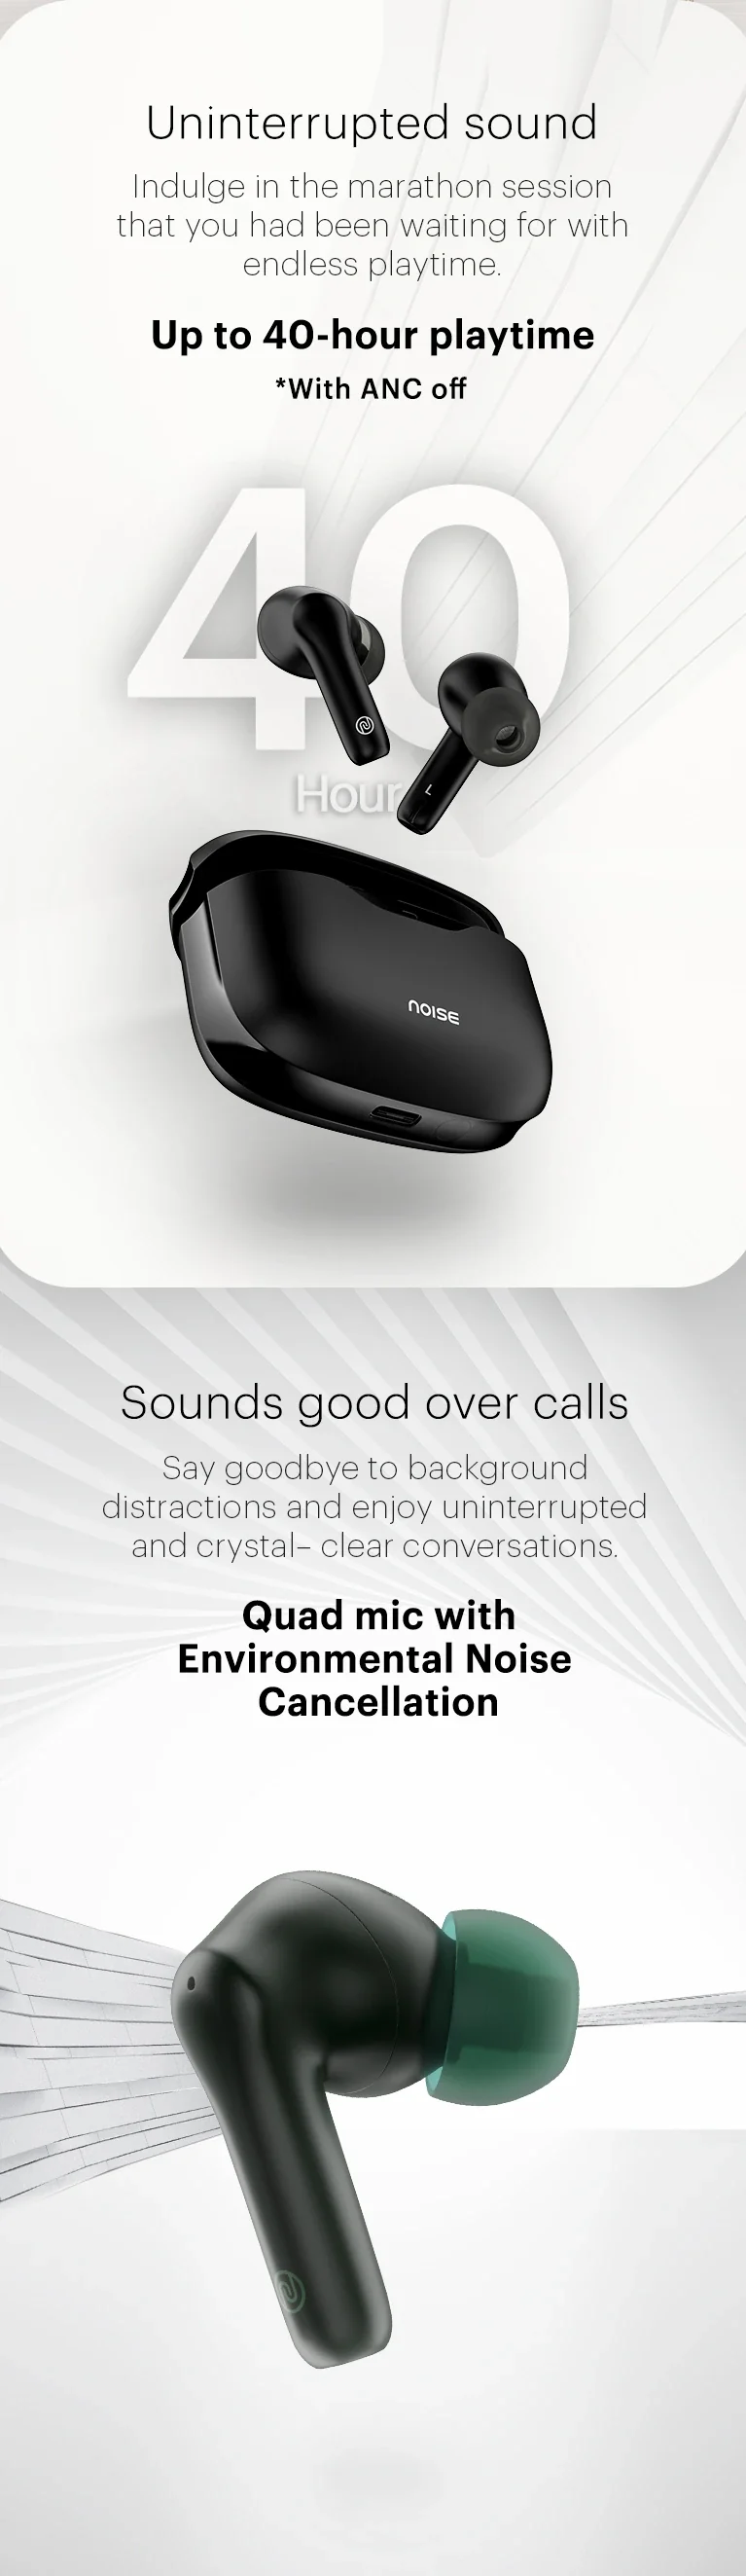 Uninterrupted sound
Indulge in the marathon session
that you had been waiting for with
endless playtime.
Up to 40-hour playtime
*With ANC off
40
Hour
L
NOISE
Sounds good over calls
Say goodbye to background
distractions and enjoy uninterrupted
and crystal– clear conversations.
Quad mic with
Environmental Noise
Cancellation